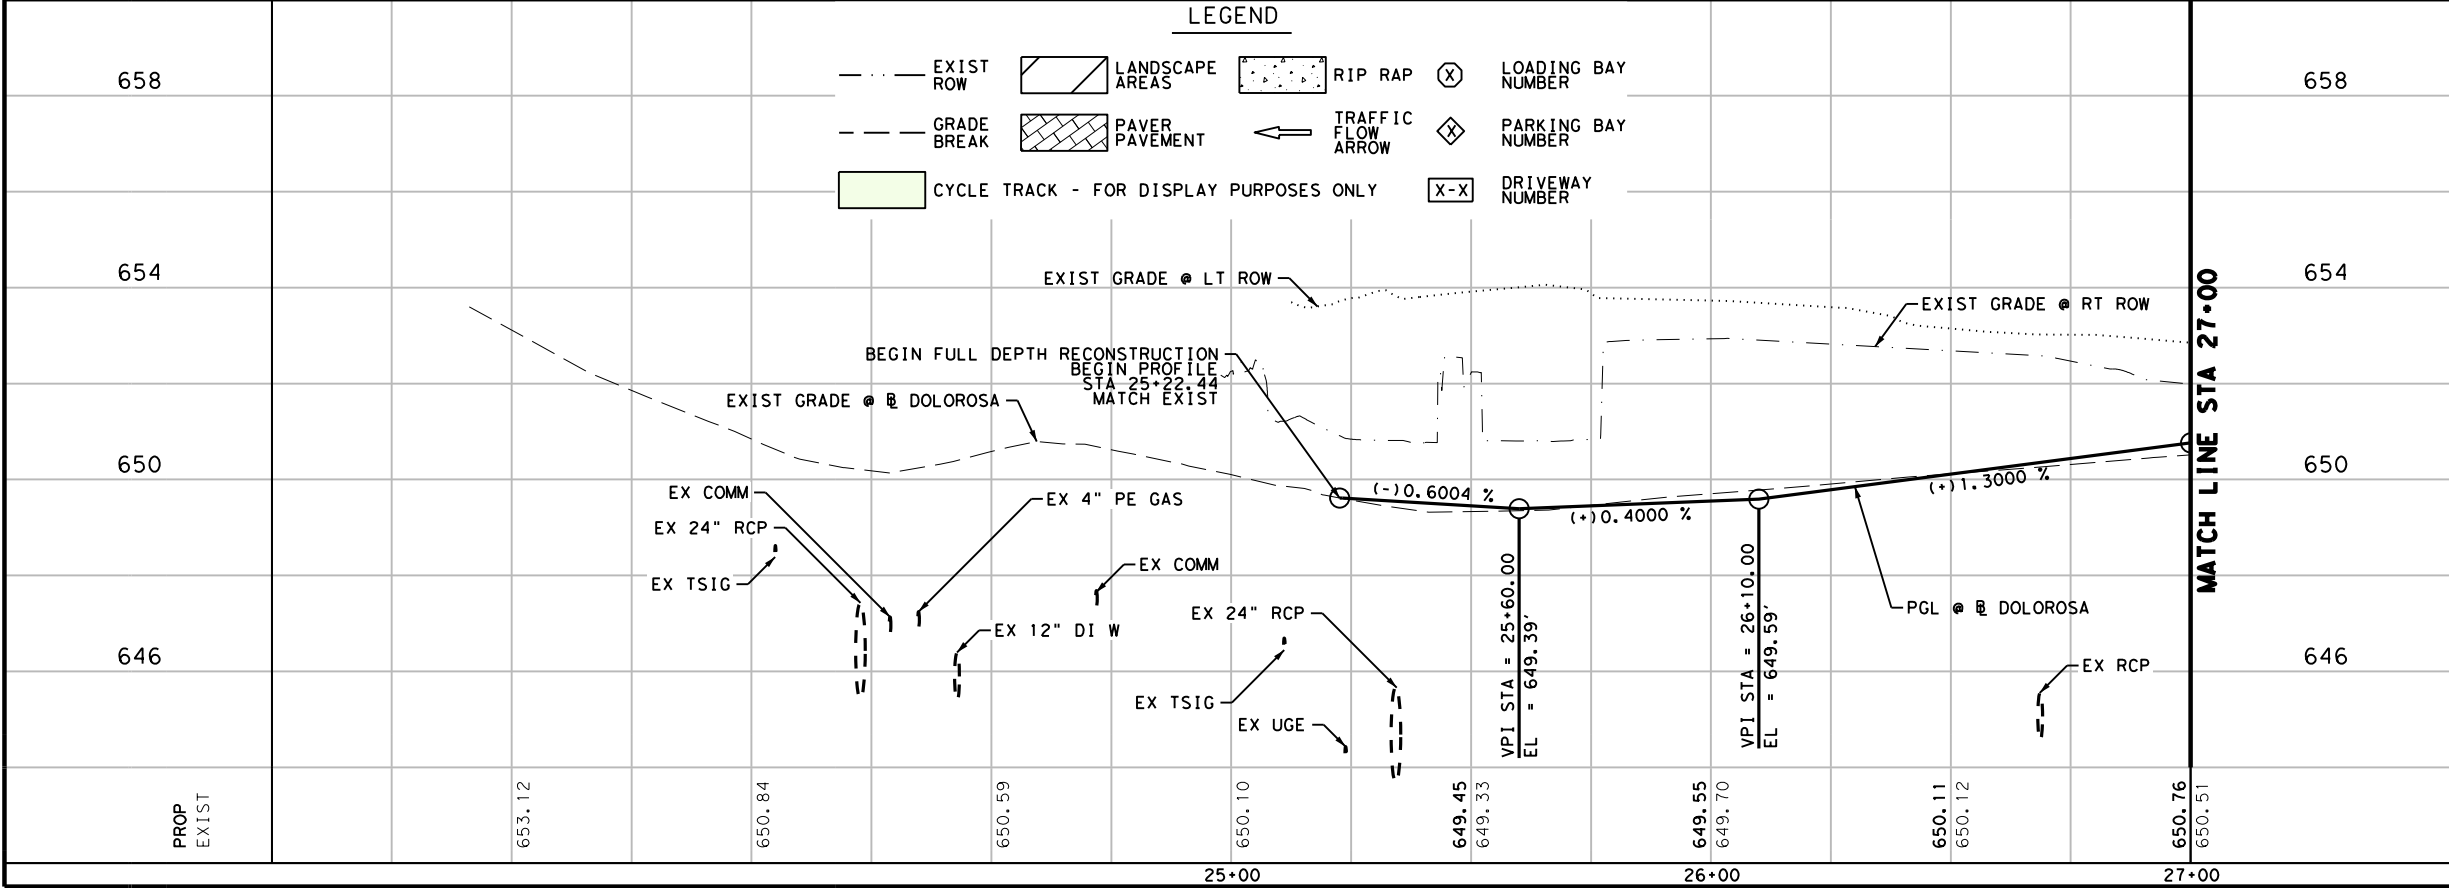 LEGEND
EXIST
ROW
LANDSCAPE
AREAS
RIP RAP
X
LOADING BAY
NUMBER
GRADE
BREAK
PAVER
PAVEMENT
TRAFFIC
FLOW
ARROW
X
PARKING BAY
NUMBER
CYCLE TRACK - FOR DISPLAY PURPOSES ONLY
X-X
DRIVEWAY
NUMBER
658
658
654
654
650
650
646
646
EXIST GRADE @ LT ROW
EXIST GRADE @ RT ROW
BEGIN FULL DEPTH RECONSTRUCTION
BEGIN PROFILE
STA 25+22.44
MATCH EXIST
EXIST GRADE @ BL DOLOROSA
EX COMM
EX 24" RCP
EX TSIG
EX 4" PE GAS
EX COMM
EX 12" DI W
EX 24" RCP
EX TSIG
EX UGE
(-)0.6004 %
(+)0.4000 %
(+)1.3000 %
VPI STA = 25+60.00
EL = 649.39'
VPI STA = 26+10.00
EL = 649.59'
PGL @ BL DOLOROSA
EX RCP
MATCH LINE STA 27+00
PROP
EXIST
653.12
650.84
650.59
650.10
649.45
649.33
649.55
649.70
650.11
650.12
650.76
650.51
25+00
26+00
27+00